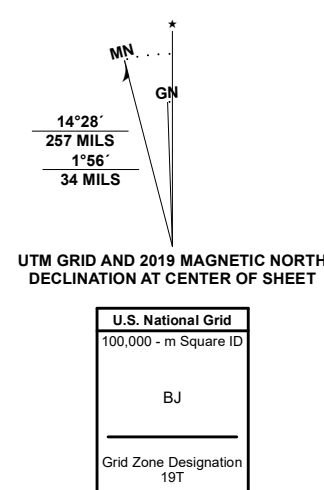 MN
GN
14°28´
257 MILS
1°56´
34 MILS
UTM GRID AND 2019 MAGNETIC NORTH
DECLINATION AT CENTER OF SHEET
U.S. National Grid
100,000 - m Square ID
BJ
Grid Zone Designation
19T